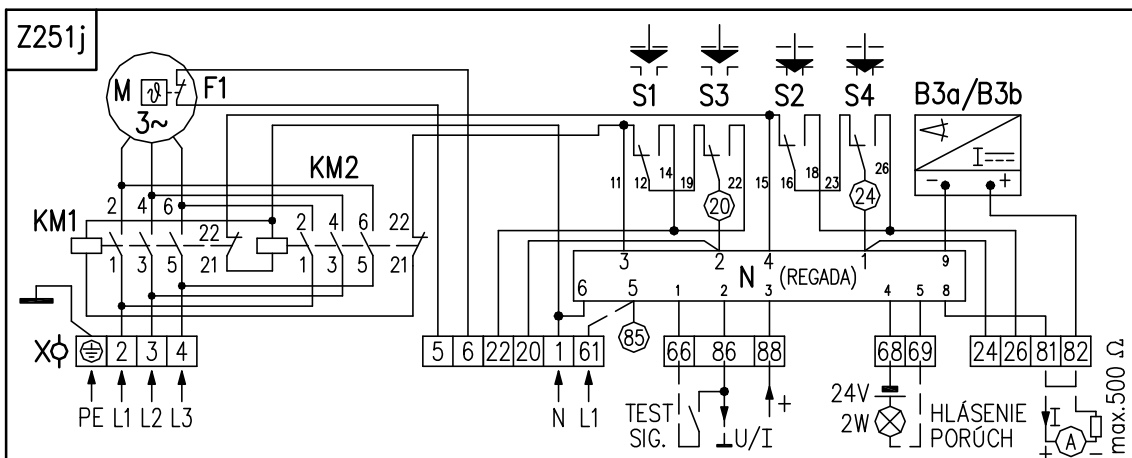 Z251j
M ϑ F1
3~
S1 S3 S2 S4 B3a/B3b
I
- +
KM2
KM1
2 4 6 22
1 3 5 21
2 4 6 22
1 3 5 21
11 12 14 19 22 15 16 18 23 26
20 24
3 2 4 1 9
N (REGADA)
6 5 1 2 3 4 5 8
85
X
2 3 4
5 6 22 20 1 61
66 86 88
68 69
24 26 81 82
PE L1 L2 L3
N L1
TEST
SIG.
U/I
+
24V
2W
HLÁSENIE
PORÚCH
I
A
+ -
max.500 Ω